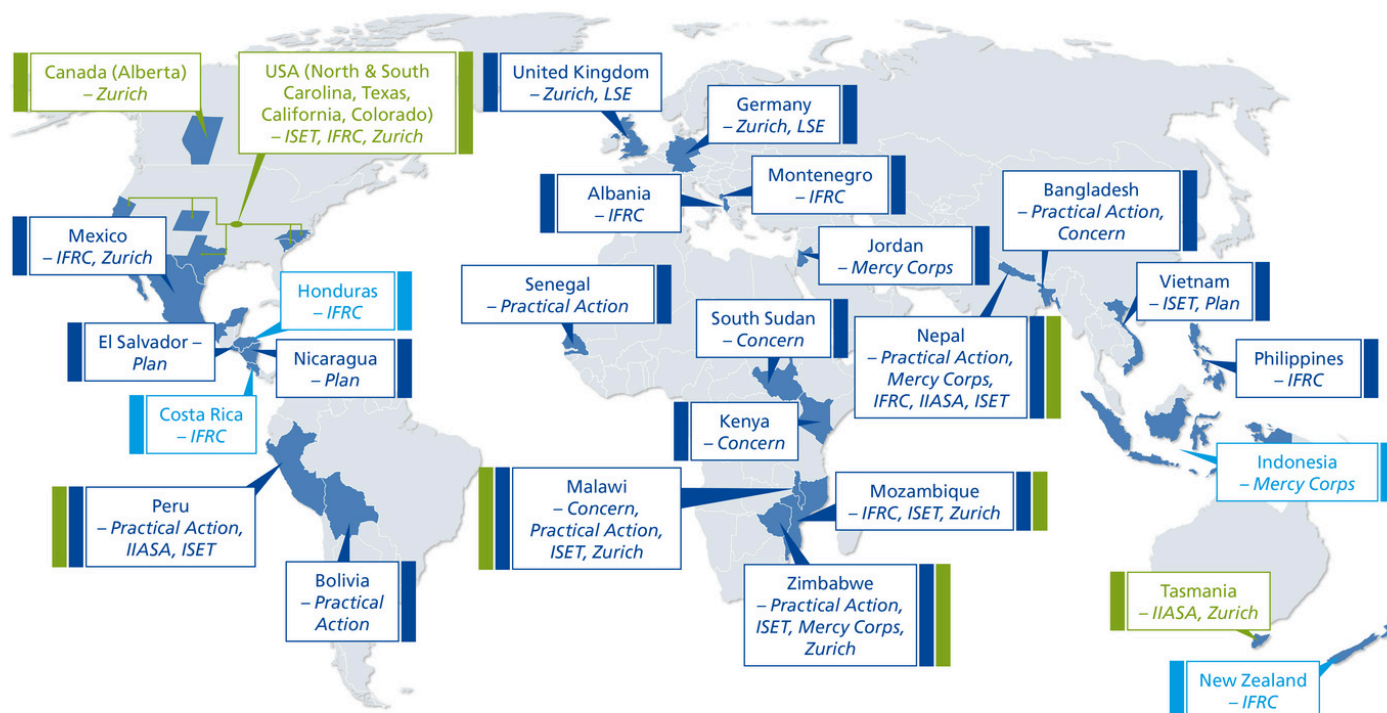 Canada (Alberta)
– Zurich
USA (North & South
Carolina, Texas,
California, Colorado)
– ISET, IFRC, Zurich
United Kingdom
– Zurich, LSE
Germany
– Zurich, LSE
Montenegro
– IFRC
Albania
– IFRC
Bangladesh
– Practical Action,
Concern
Mexico
– IFRC, Zurich
Jordan
– Mercy Corps
Senegal
– Practical Action
Vietnam
– ISET, Plan
Honduras
– IFRC
South Sudan
– Concern
Nepal
– Practical Action,
Mercy Corps,
IFRC, IIASA, ISET
El Salvador –
Plan
Nicaragua
– Plan
Philippines
– IFRC
Costa Rica
– IFRC
Kenya
– Concern
Indonesia
– Mercy Corps
Peru
– Practical Action,
IIASA, ISET
Malawi
– Concern,
Practical Action,
ISET, Zurich
Mozambique
– IFRC, ISET, Zurich
Bolivia
– Practical
Action
Zimbabwe
– Practical Action,
ISET, Mercy Corps,
Zurich
Tasmania
– IIASA, Zurich
New Zealand
– IFRC